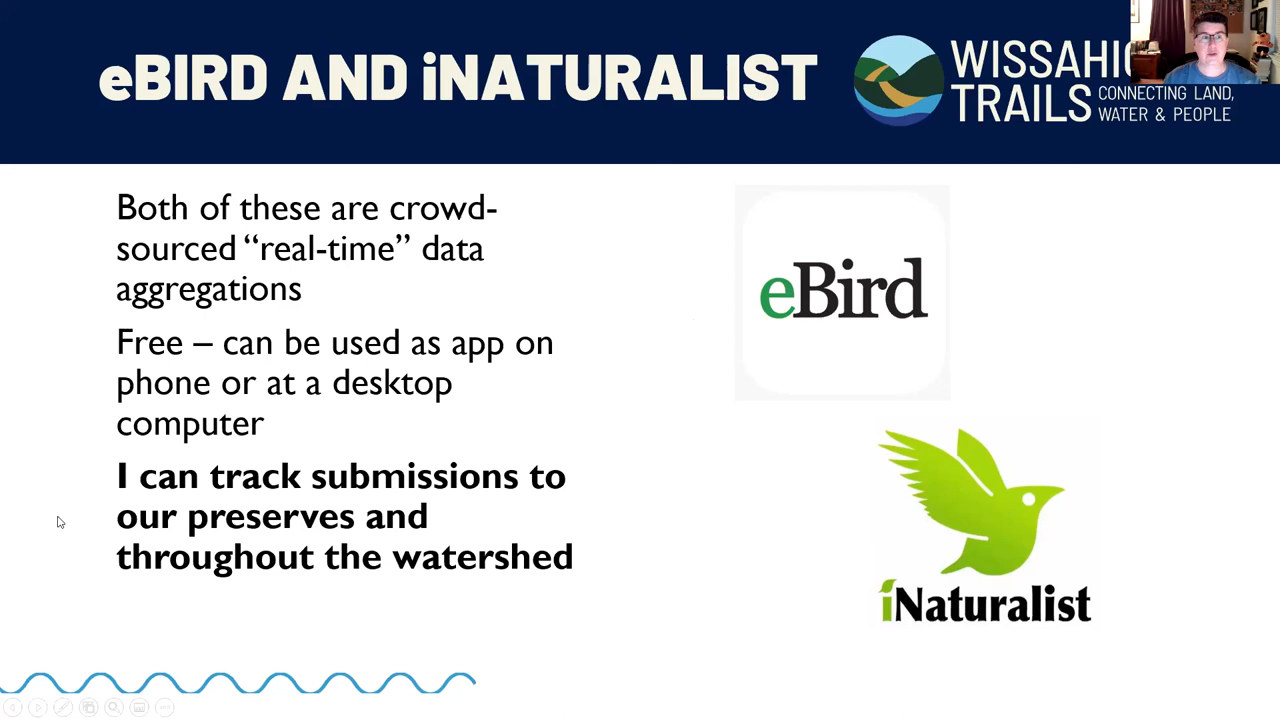 eBIRD AND iNATURALIST
WISSAHI
TRAILS
CONNECTING LAND,
WATER & PEOPLE
Both of these are crowd-
sourced “real-time” data
aggregations
Free – can be used as app on
phone or at a desktop
computer
I can track submissions to
our preserves and
throughout the watershed
eBird
iNaturalist